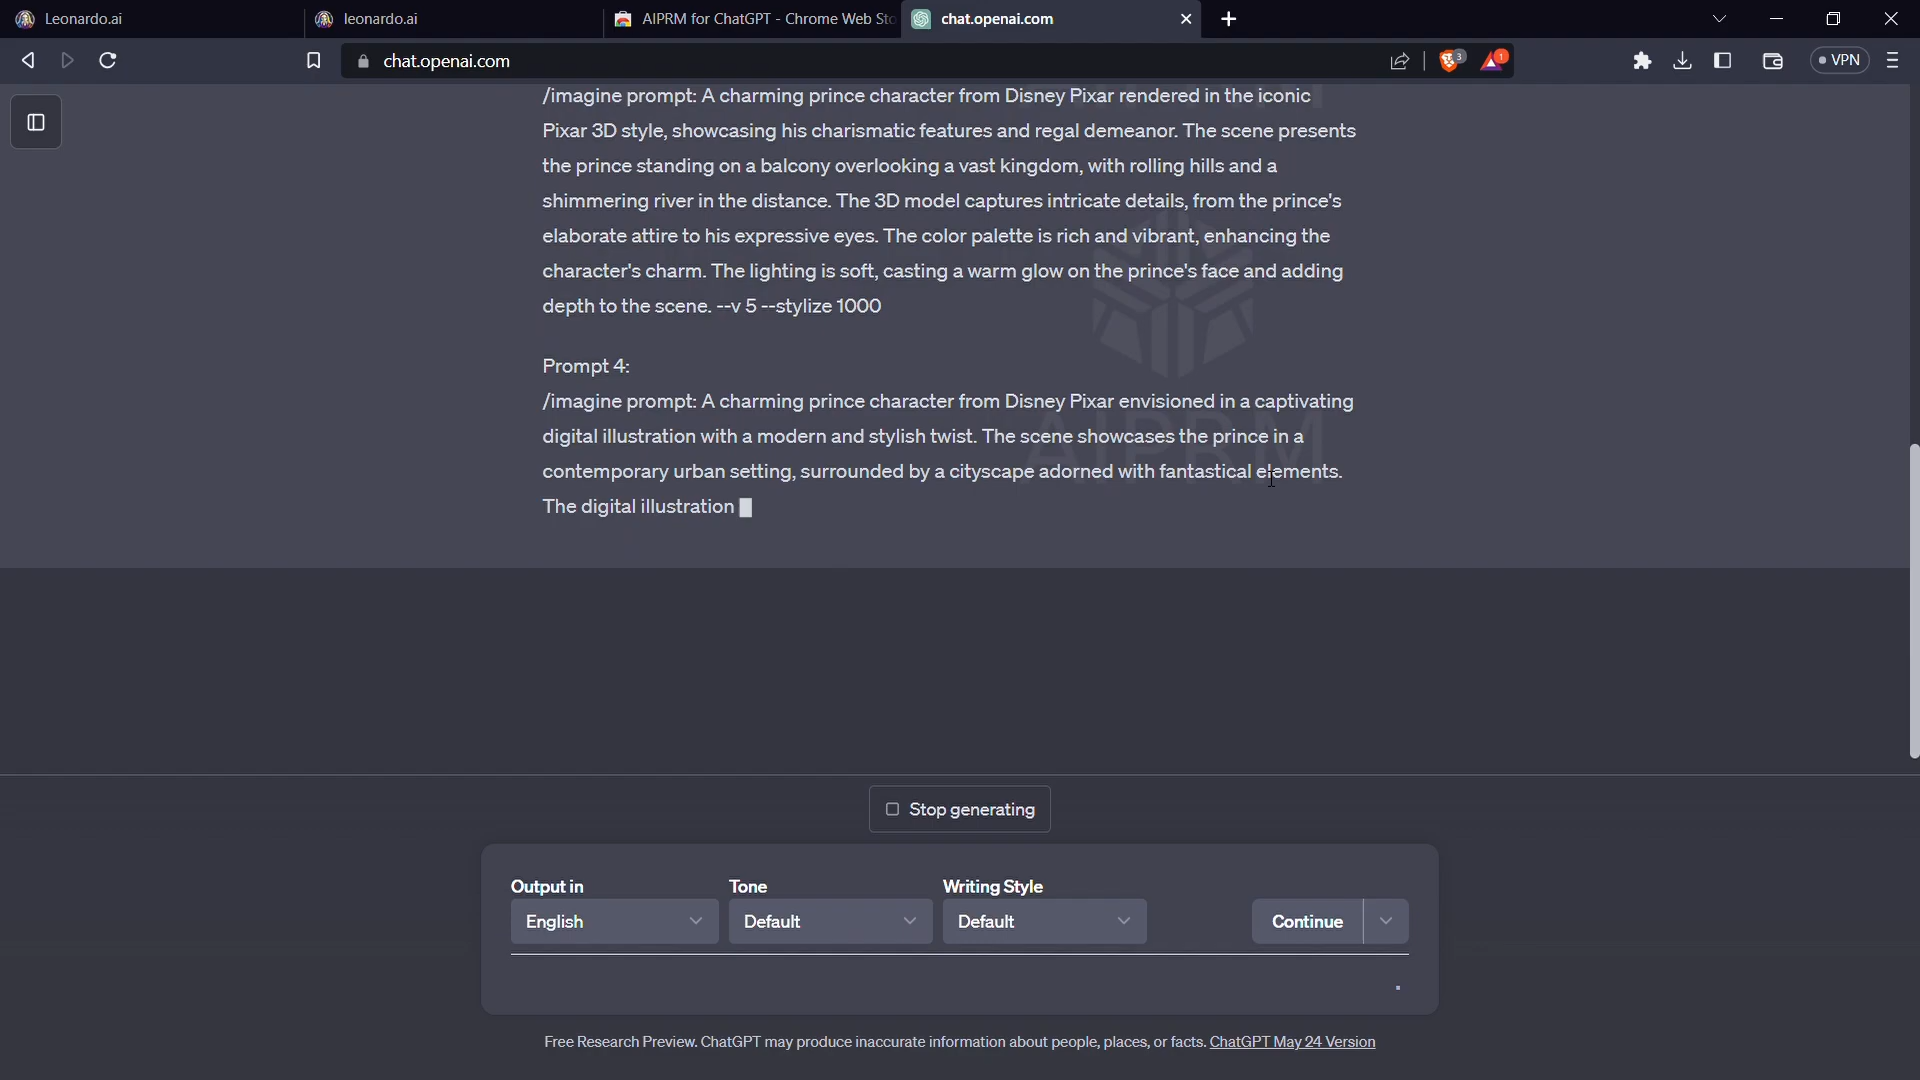 Leonardo.ai
leonardo.ai
AIPRM for ChatGPT - Chrome Web Sto
chat.openai.com
chat.openai.com
3
1
VPN
/imagine prompt: A charming prince character from Disney Pixar rendered in the iconic
Pixar 3D style, showcasing his charismatic features and regal demeanor. The scene presents
the prince standing on a balcony overlooking a vast kingdom, with rolling hills and a
shimmering river in the distance. The 3D model captures intricate details, from the prince's
elaborate attire to his expressive eyes. The color palette is rich and vibrant, enhancing the
character's charm. The lighting is soft, casting a warm glow on the prince's face and adding
depth to the scene. --v 5 --stylize 1000
Prompt 4:
/imagine prompt: A charming prince character from Disney Pixar envisioned in a captivating
digital illustration with a modern and stylish twist. The scene showcases the prince in a
contemporary urban setting, surrounded by a cityscape adorned with fantastical elements.
The digital illustration
AIPRM
Stop generating
Output in
Tone
Writing Style
English
Default
Default
Continue
Free Research Preview. ChatGPT may produce inaccurate information about people, places, or facts. ChatGPT May 24 Version